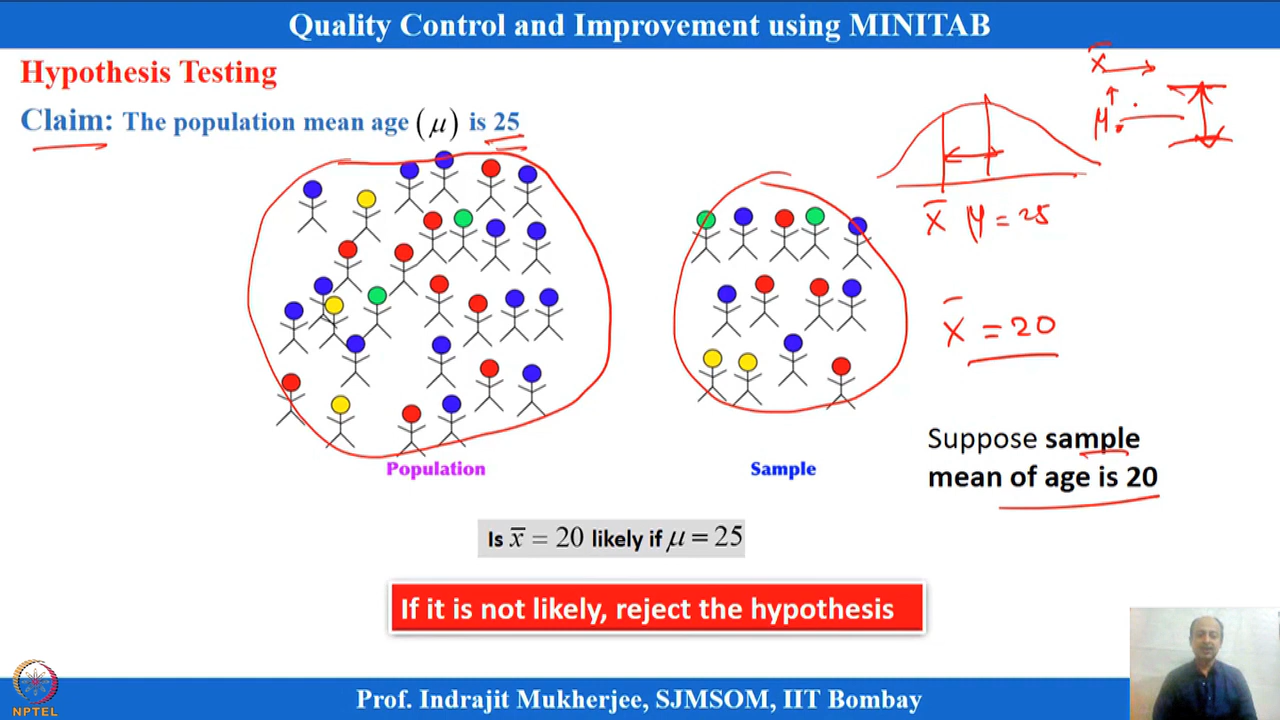 Quality Control and Improvement using MINITAB
Hypothesis Testing
Claim: The population mean age (μ) is 25
x̄
μ
x̄ μ = 25
x̄ = 20
Suppose sample
mean of age is 20
Population
Sample
Is x̄ = 20 likely if μ = 25
If it is not likely, reject the hypothesis
Prof. Indrajit Mukherjee, SJMSOM, IIT Bombay
NPTEL